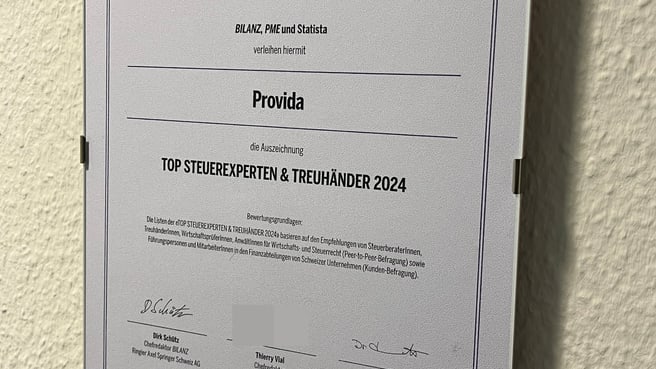 BILANZ, PME und Statista
verleihen hiermit
Provida
die Auszeichnung
TOP STEUEREXPERTEN & TREUHÄNDER 2024
Bewertungsgrundlagen:
Die Listen der «TOP STEUEREXPERTEN & TREUHÄNDER 2024» basieren auf den Empfehlungen von SteuerberaterInnen,
TreuhänderInnen, WirtschaftsprüferInnen, AnwältInnen für Wirtschafts- und Steuerrecht (Peer-to-Peer-Befragung) sowie
Führungspersonen und MitarbeiterInnen in den Finanzabteilungen von Schweizer Unternehmen (Kunden-Befragung).
D Schütz
Dirk Schütz
Chefredaktor BILANZ
Ringier Axel Springer Schweiz AG
Thierry Vial